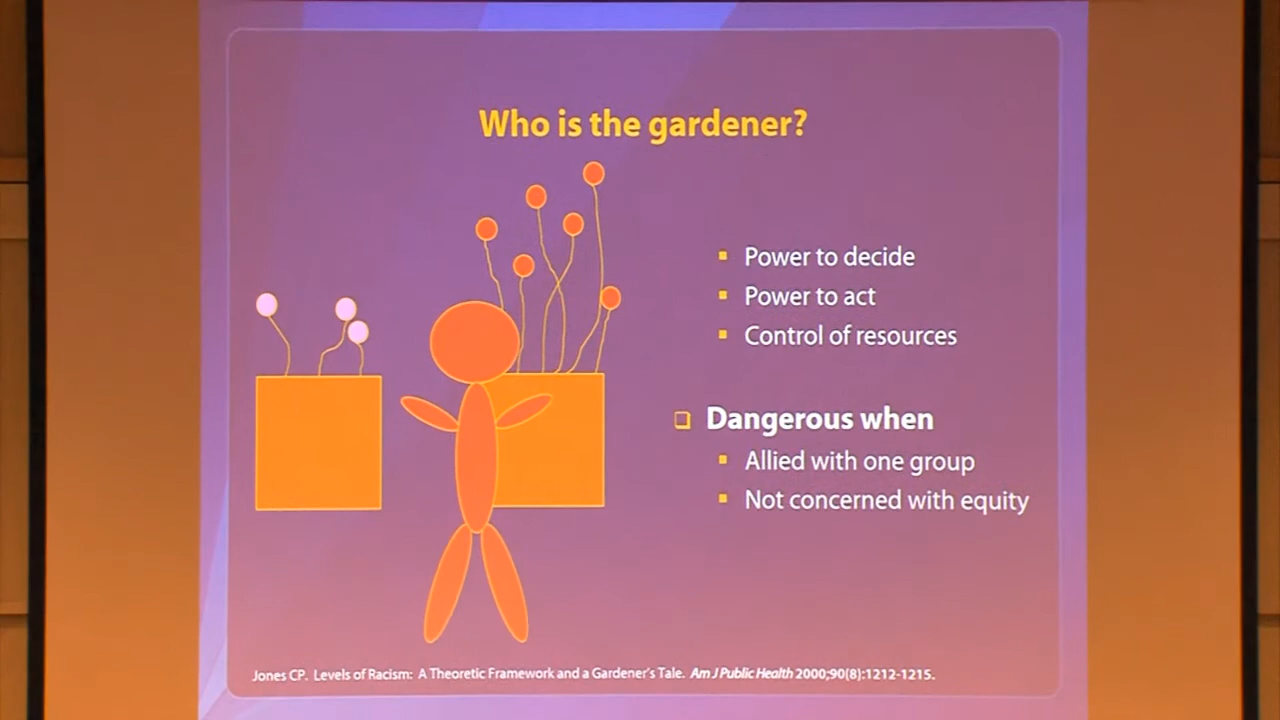 Who is the gardener?
Power to decide
Power to act
Control of resources
Dangerous when
Allied with one group
Not concerned with equity
Jones CP. Levels of Racism: A Theoretic Framework and a Gardener's Tale. Am J Public Health 2000;90(8):1212-1215.